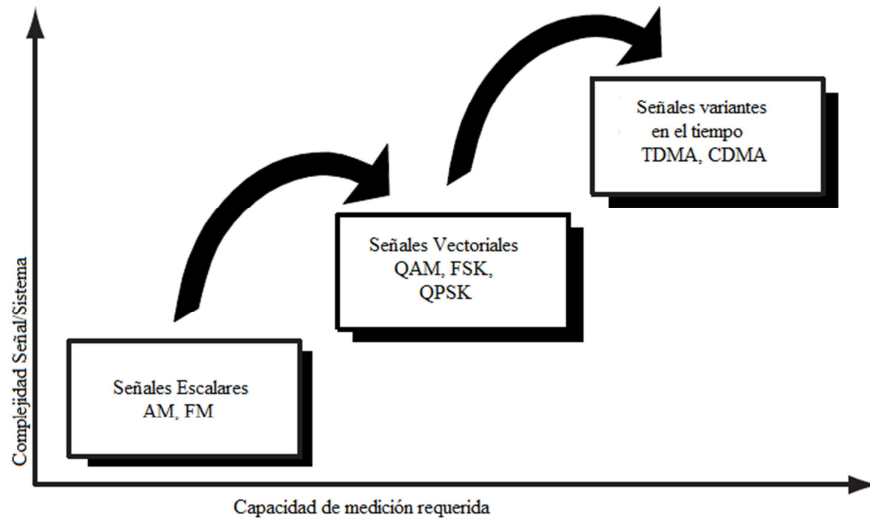 Señales variantes
en el tiempo
TDMA, CDMA
Señales Vectoriales
QAM, FSK,
QPSK
Señales Escalares
AM, FM
Complejidad Señal/Sistema
Capacidad de medición requerida